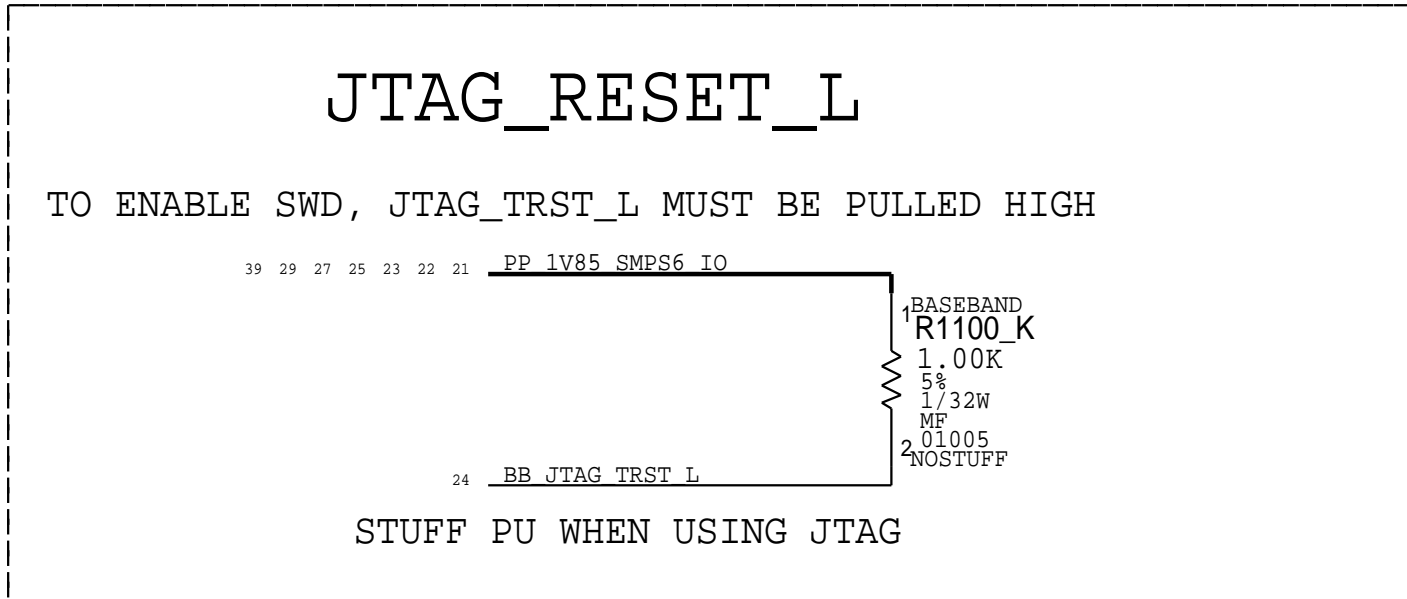 JTAG_RESET_L
TO ENABLE SWD, JTAG_TRST_L MUST BE PULLED HIGH
39 29 27 25 23 22 21 PP_1V85_SMPS6_IO
1
BASEBAND
R1100_K
1.00K
5%
1/32W
MF
01005
2
NOSTUFF
24 BB_JTAG_TRST_L
STUFF PU WHEN USING JTAG